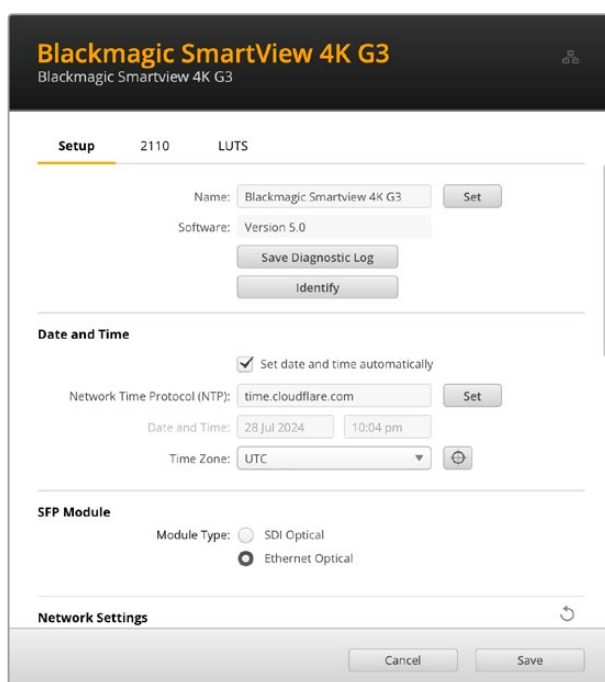 Blackmagic SmartView 4K G3
Blackmagic Smartview 4K G3
Setup 2110 LUTS
Name: Blackmagic Smartview 4K G3 Set
Software: Version 5.0
Save Diagnostic Log
Identify
Date and Time
Set date and time automatically
Network Time Protocol (NTP): time.cloudflare.com Set
Date and Time: 28 Jul 2024 10:04 pm
Time Zone: UTC
SFP Module
Module Type: SDI Optical
Ethernet Optical
Network Settings
Cancel Save